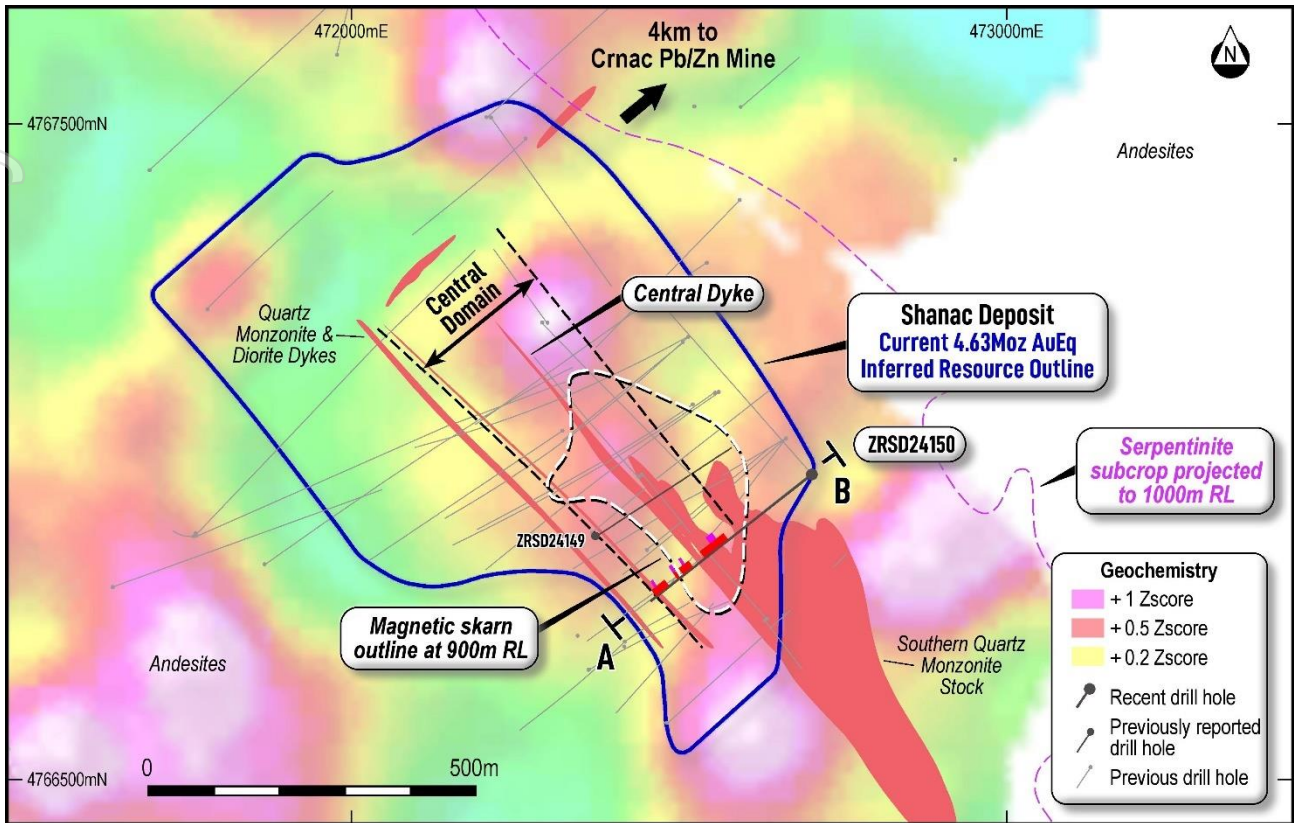 472000mE
473000mE
4km to
Crnac Pb/Zn Mine
N
4767500mN
Andesites
Central
Domain
Central Dyke
Quartz
Monzonite &
Diorite Dykes
Shanac Deposit
Current 4.63Moz AuEq
Inferred Resource Outline
ZRSD24150
B
Serpentinite
subcrop projected
to 1000m RL
ZRSD24149
Magnetic skarn
outline at 900m RL
A
Andesites
Southern Quartz
Monzonite
Stock
Geochemistry
+ 1 Zscore
+ 0.5 Zscore
+ 0.2 Zscore
Recent drill hole
Previously reported
drill hole
Previous drill hole
4766500mN
0
500m